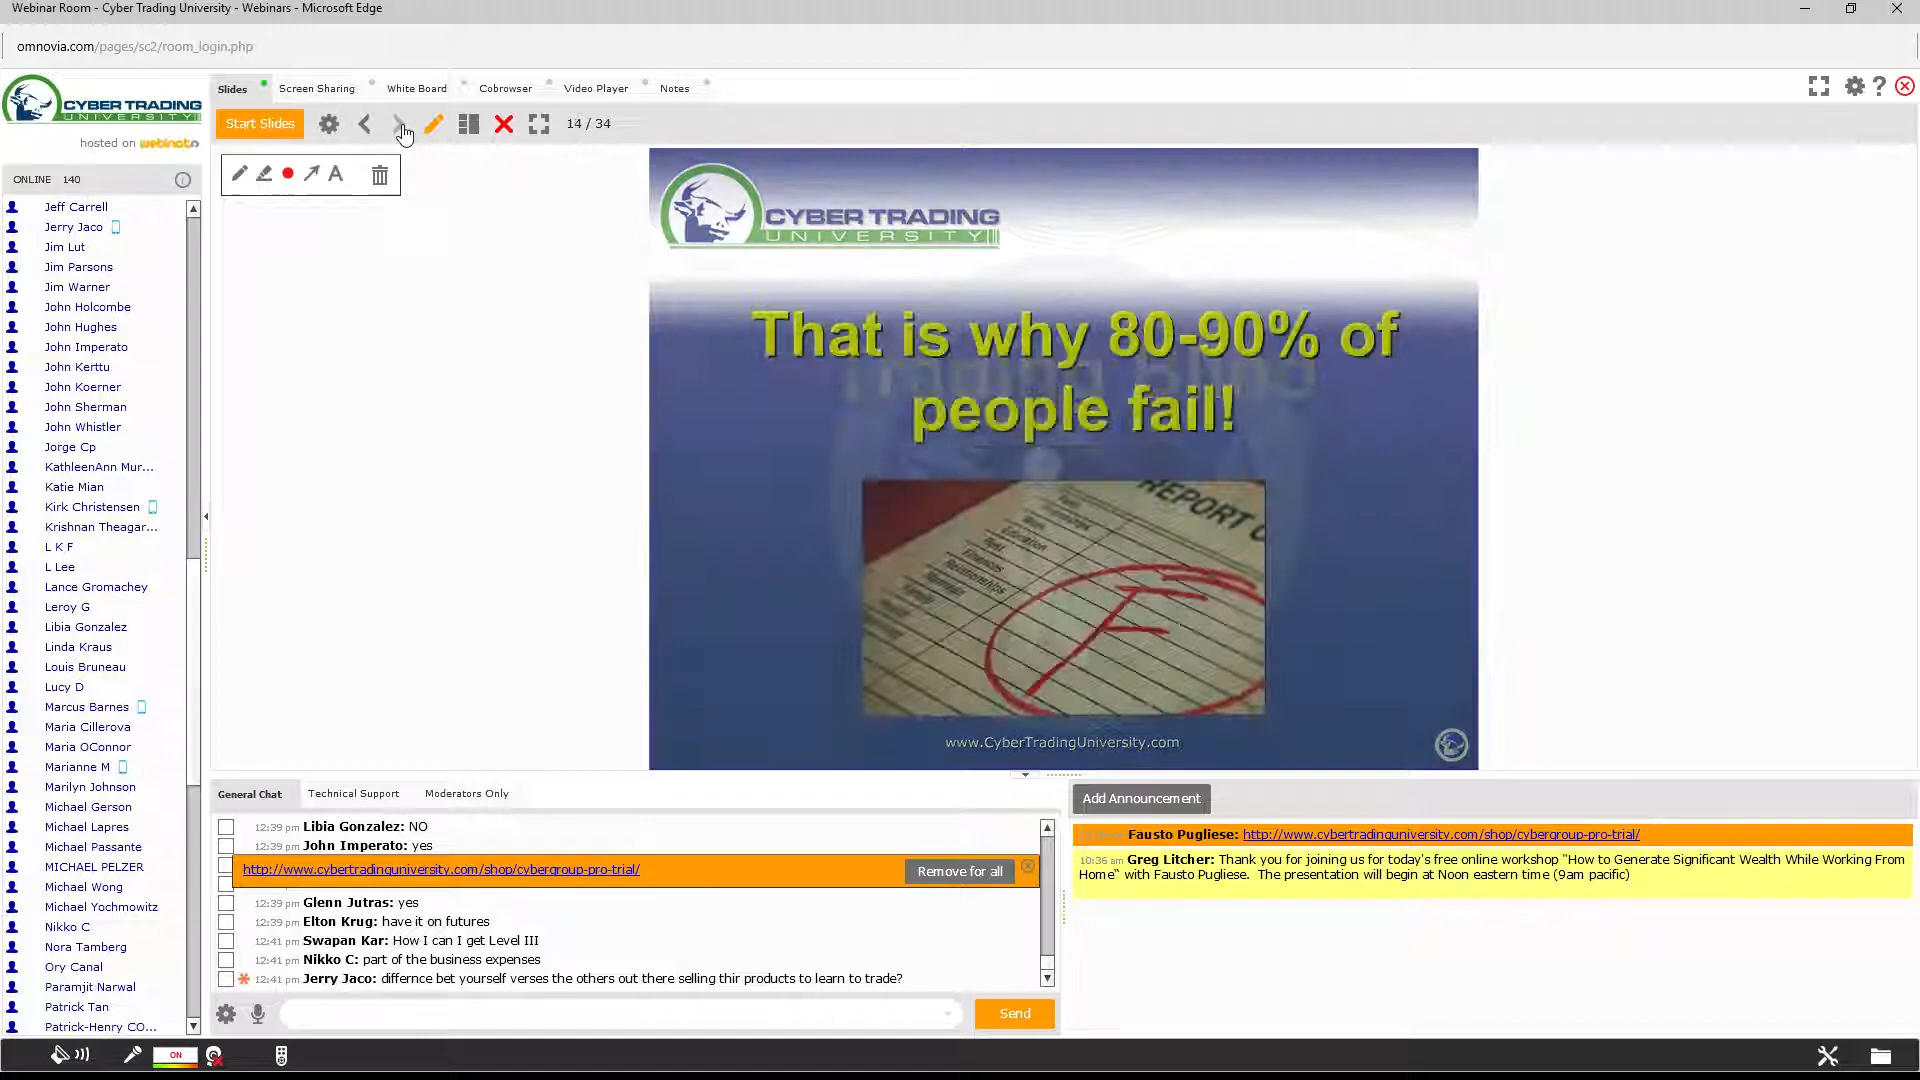 Webinar Room - Cyber Trading University - Webinars - Microsoft Edge
omnovia.com/pages/sc2/room_login.php
CYBER TRADING
UNIVERSITY
hosted on webinato
Slides
Screen Sharing
White Board
Cobrowser
Video Player
Notes
Start Slides
14 / 34
ONLINE 140
Jeff Carrell
Jerry Jaco
Jim Lut
Jim Parsons
Jim Warner
John Holcombe
John Hughes
John Imperato
John Kerttu
John Koerner
John Sherman
John Whistler
Jorge Cp
KathleenAnn Mur...
Katie Mian
Kirk Christensen
Krishnan Theagar...
L K F
L Lee
Lance Gromachey
Leroy G
Libia Gonzalez
Linda Kraus
Louis Bruneau
Lucy D
Marcus Barnes
Maria Cillerova
Maria OConnor
Marianne M
Marilyn Johnson
Michael Gerson
Michael Lapres
Michael Passante
MICHAEL PELZER
Michael Wong
Michael Yochmowitz
Nikko C
Nora Tamberg
Ory Canal
Paramjit Narwal
Patrick Tan
Patrick-Henry CO...
A
CYBER TRADING
UNIVERSITY
That is why 80-90% of
people fail!
Trading Blind
REPORT C
Education
Finances
Relationships
F
www.CyberTradingUniversity.com
General Chat
Technical Support
Moderators Only
12:39 pm Libia Gonzalez: NO
12:39 pm John Imperato: yes
http://www.cybertradinguniversity.com/shop/cybergroup-pro-trial/
Remove for all
12:39 pm Glenn Jutras: yes
12:39 pm Elton Krug: have it on futures
12:41 pm Swapan Kar: How I can I get Level III
12:41 pm Nikko C: part of the business expenses
12:41 pm Jerry Jaco: differnce bet yourself verses the others out there selling thir products to learn to trade?
Send
Add Announcement
Fausto Pugliese: http://www.cybertradinguniversity.com/shop/cybergroup-pro-trial/
10:36 am Greg Litcher: Thank you for joining us for today's free online workshop "How to Generate Significant Wealth While Working From
Home" with Fausto Pugliese. The presentation will begin at Noon eastern time (9am pacific)
ON